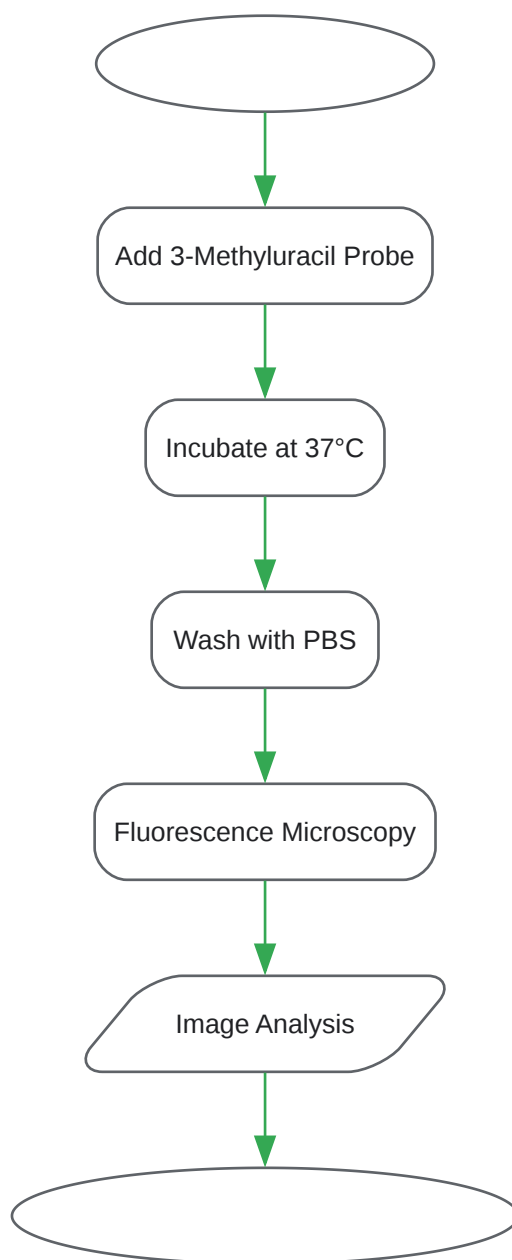 Add 3-Methyluracil Probe
Incubate at 37°C
Wash with PBS
Fluorescence Microscopy
Image Analysis